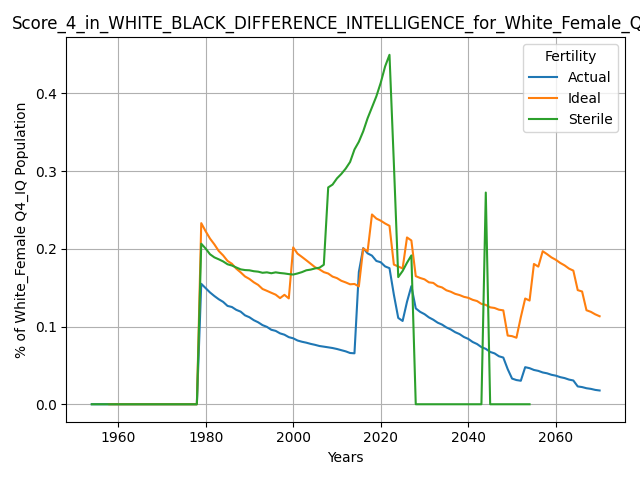 Score_4_in_WHITE_BLACK_DIFFERENCE_INTELLIGENCE_for_White_Female_Q
% of White_Female Q4_IQ Population
0.4
0.3
0.2
0.1
0.0
Fertility
Actual
Ideal
Sterile
1960
1980
2000
2020
2040
2060
Years